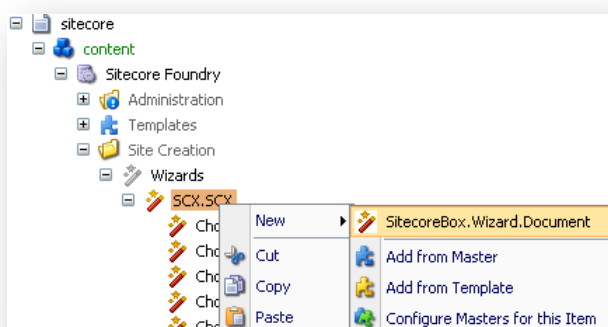 sitecore
content
Sitecore Foundry
Administration
Templates
Site Creation
Wizards
SCX.SCX
New SitecoreBox.Wizard.Document
Cut Add from Master
Copy Add from Template
Paste Configure Masters for this Item